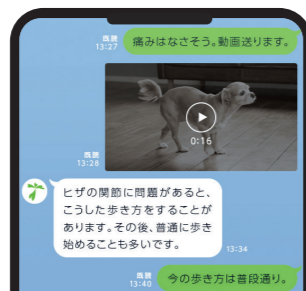 既読
13:27
痛みはなさそう。動画送ります。
0:16
既読
13:28
ヒザの関節に問題があると、
こうした歩き方をすることが
あります。その後、普通に歩き
始めることも多いです。
13:34
既読
13:40
今の歩き方は普段通り。